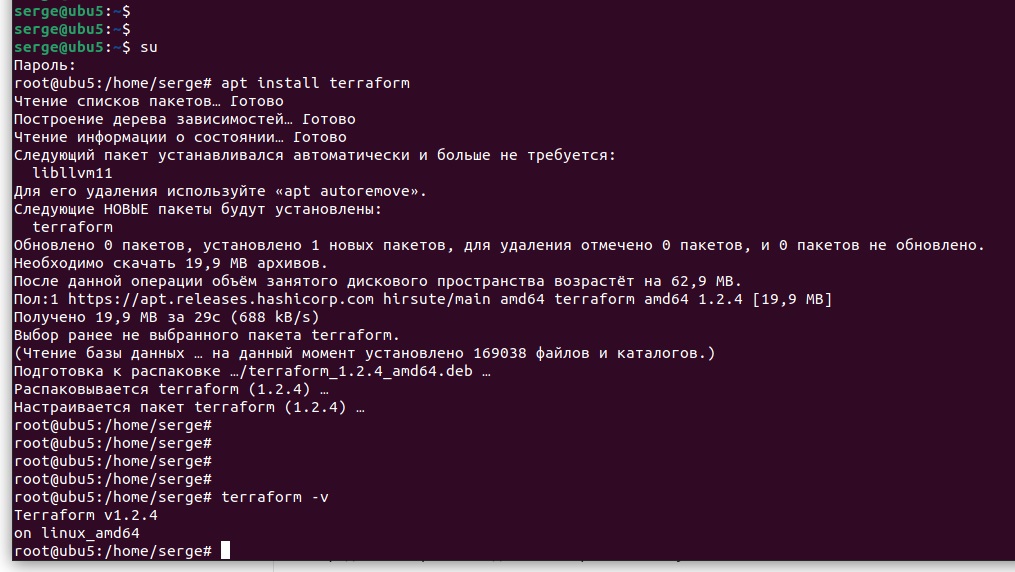 serge@ubu5:~$
serge@ubu5:~$
serge@ubu5:~$ su
Пароль:
root@ubu5:/home/serge# apt install terraform
Чтение списков пакетов… Готово
Построение дерева зависимостей… Готово
Чтение информации о состоянии… Готово
Следующий пакет устанавливался автоматически и больше не требуется:
  libllvm11
Для его удаления используйте «apt autoremove».
Следующие НОВЫЕ пакеты будут установлены:
  terraform
Обновлено 0 пакетов, установлено 1 новых пакетов, для удаления отмечено 0 пакетов, и 0 пакетов не обновлено.
Необходимо скачать 19,9 MB архивов.
После данной операции объём занятого дискового пространства возрастёт на 62,9 MB.
Пол:1 https://apt.releases.hashicorp.com hirsute/main amd64 terraform amd64 1.2.4 [19,9 MB]
Получено 19,9 MB за 29с (688 kB/s)
Выбор ранее не выбранного пакета terraform.
(Чтение базы данных … на данный момент установлено 169038 файлов и каталогов.)
Подготовка к распаковке …/terraform_1.2.4_amd64.deb …
Распаковывается terraform (1.2.4) …
Настраивается пакет terraform (1.2.4) …
root@ubu5:/home/serge#
root@ubu5:/home/serge#
root@ubu5:/home/serge#
root@ubu5:/home/serge#
root@ubu5:/home/serge# terraform -v
Terraform v1.2.4
on linux_amd64
root@ubu5:/home/serge#